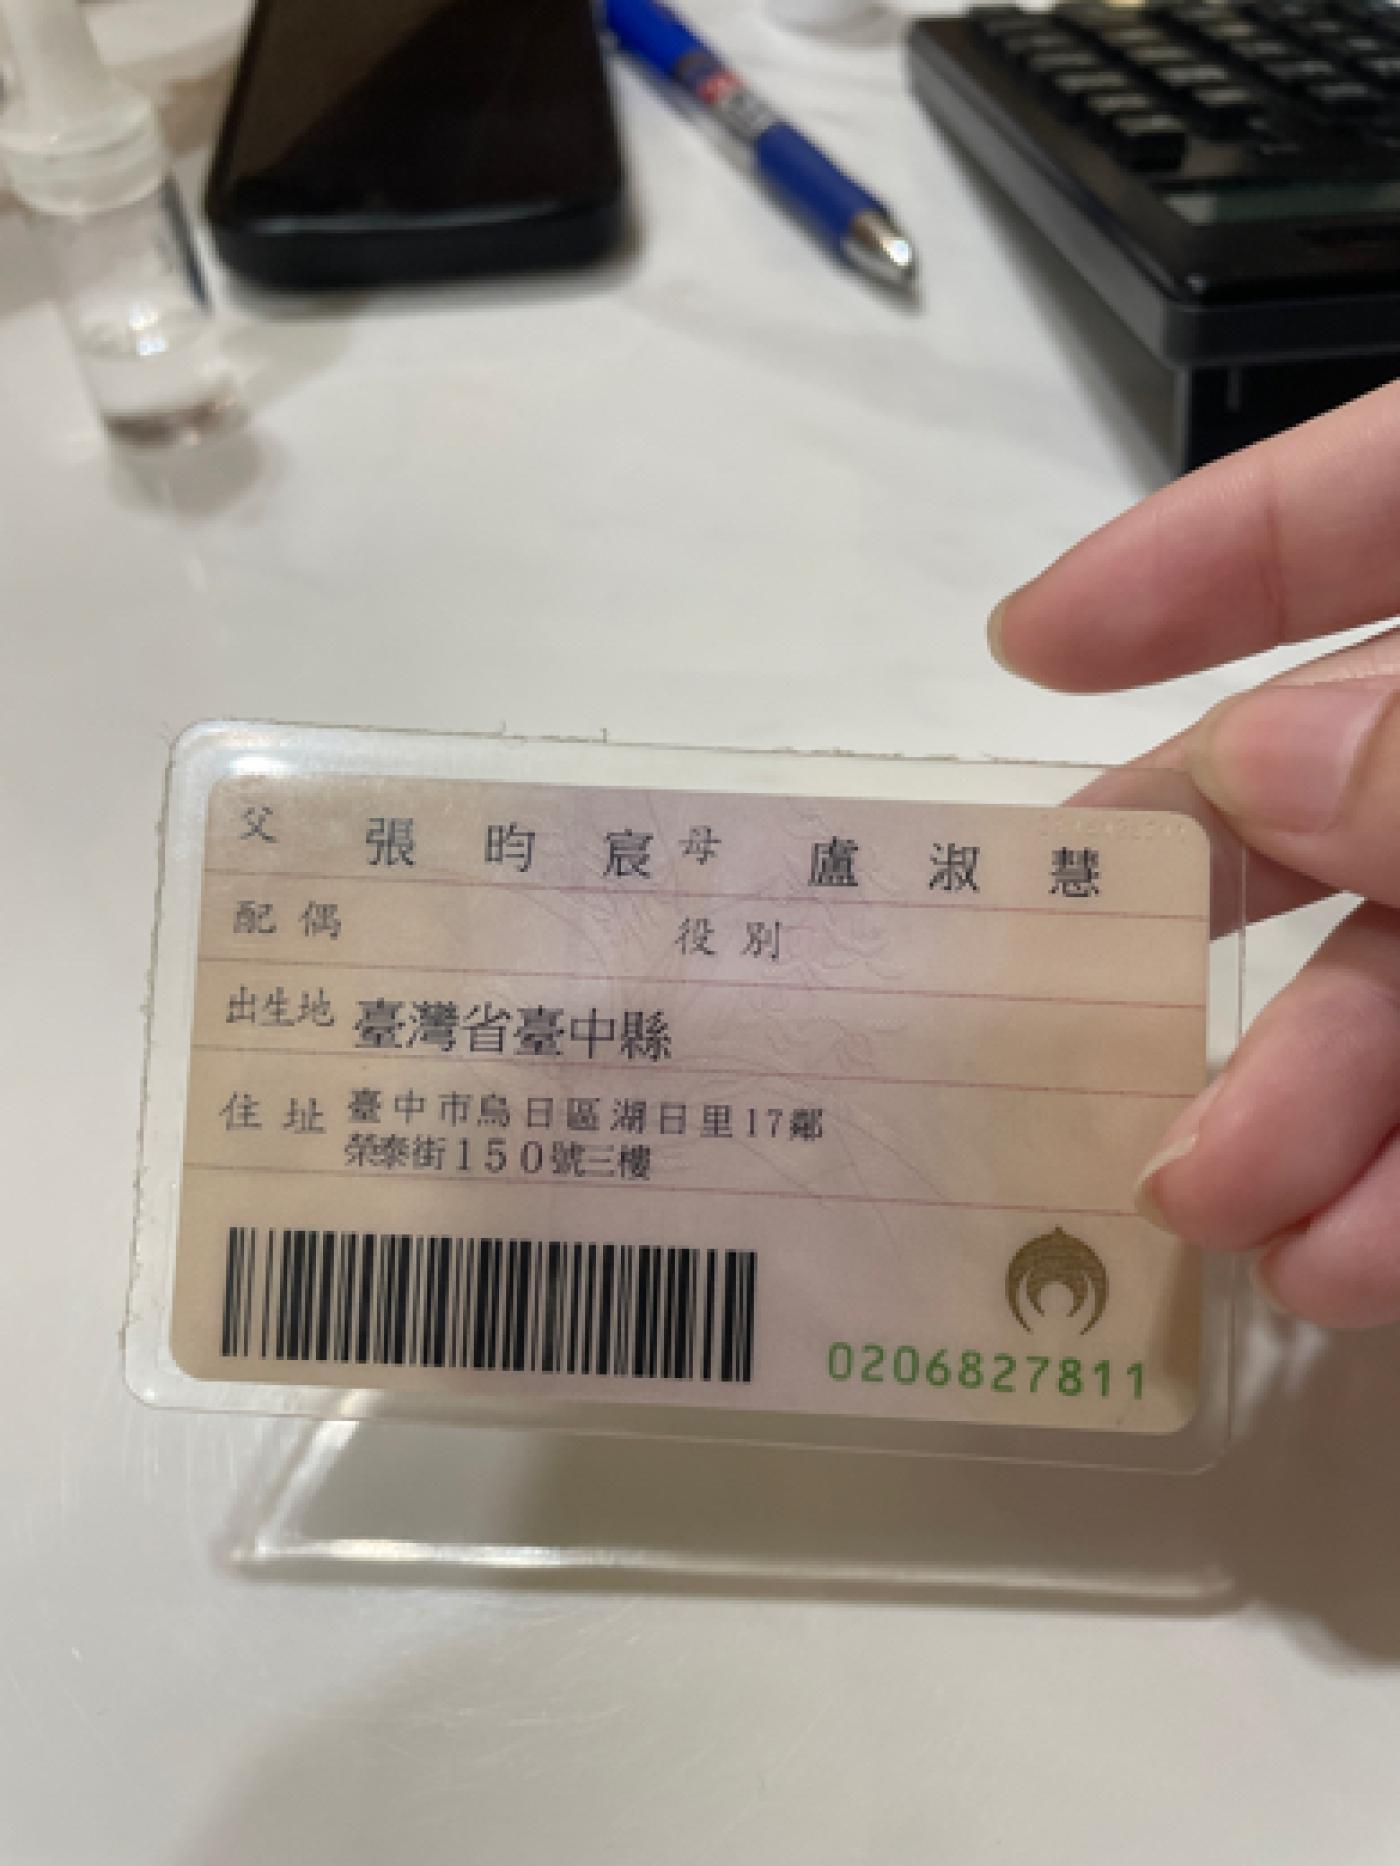 父 張昀宸 母 盧淑慧
配偶 役別
出生地 臺灣省臺中縣
住址 臺中市烏日區湖日里17鄰
榮泰街150號三樓
0206827811